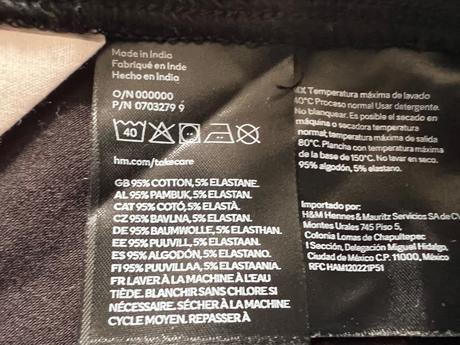 Made in India
Fabriqué en Inde
Hecho en India
O/N 000000
P/N 0703279 9
40
hm.com/takecare
GB 95% COTTON, 5% ELASTANE.
AL 95% PAMBUK, 5% ELASTAN.
CAT 95% COTÓ, 5% ELASTÀ.
CZ 95% BAVLNA, 5% ELASTAN.
DE 95% BAUMWOLLE, 5% ELASTHAN.
EE 95% PUUVILL, 5% ELASTAAN.
ES 95% ALGODÓN, 5% ELASTANO.
FI 95% PUUVILLAA, 5% ELASTAANIA.
FR LAVER À LA MACHINE À L'EAU
TIÈDE. BLANCHIR SANS CHLORE SI
NÉCESSAIRE. SÉCHER À LA MACHINE
CYCLE MOYEN. REPASSER À
MX Temperatura máxima de lavado
40°C Proceso normal Usar detergente.
No blanquear. Es posible el secado en
máquina o secadora temperatura
normal; temperatura máxima de salida
80°C. Plancha con temperatura máxima
de la base de 150°C. No lavar en seco.
95% algodón, 5% elastano.
Importado por:
H&M Hennes & Mauritz Servicios SA de CV
Montes Urales 745 Piso 5,
Colonia Lomas de Chapultepec
I Sección, Delegación Miguel Hidalgo,
Ciudad de México C.P. 11000, México
RFC HAM120221P51